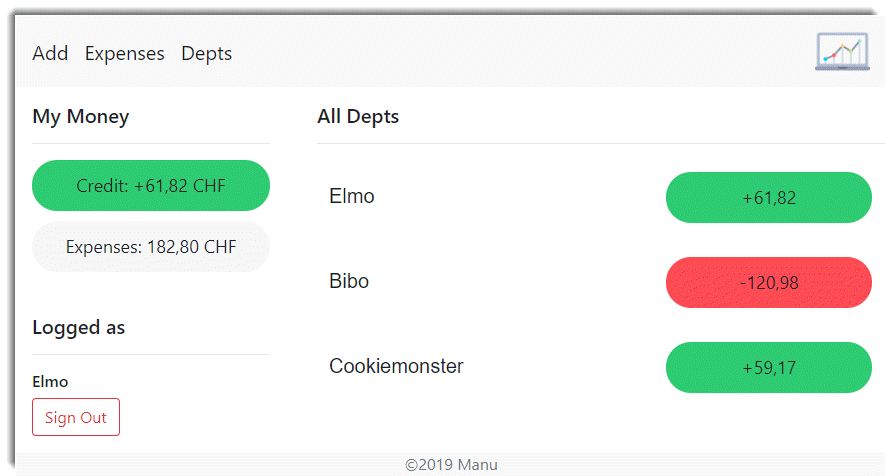 Add Expenses Depts
My Money
Credit: +61,82 CHF
Expenses: 182,80 CHF
Logged as
Elmo
Sign Out
All Depts
Elmo +61,82
Bibo -120,98
Cookiemonster +59,17
©2019 Manu